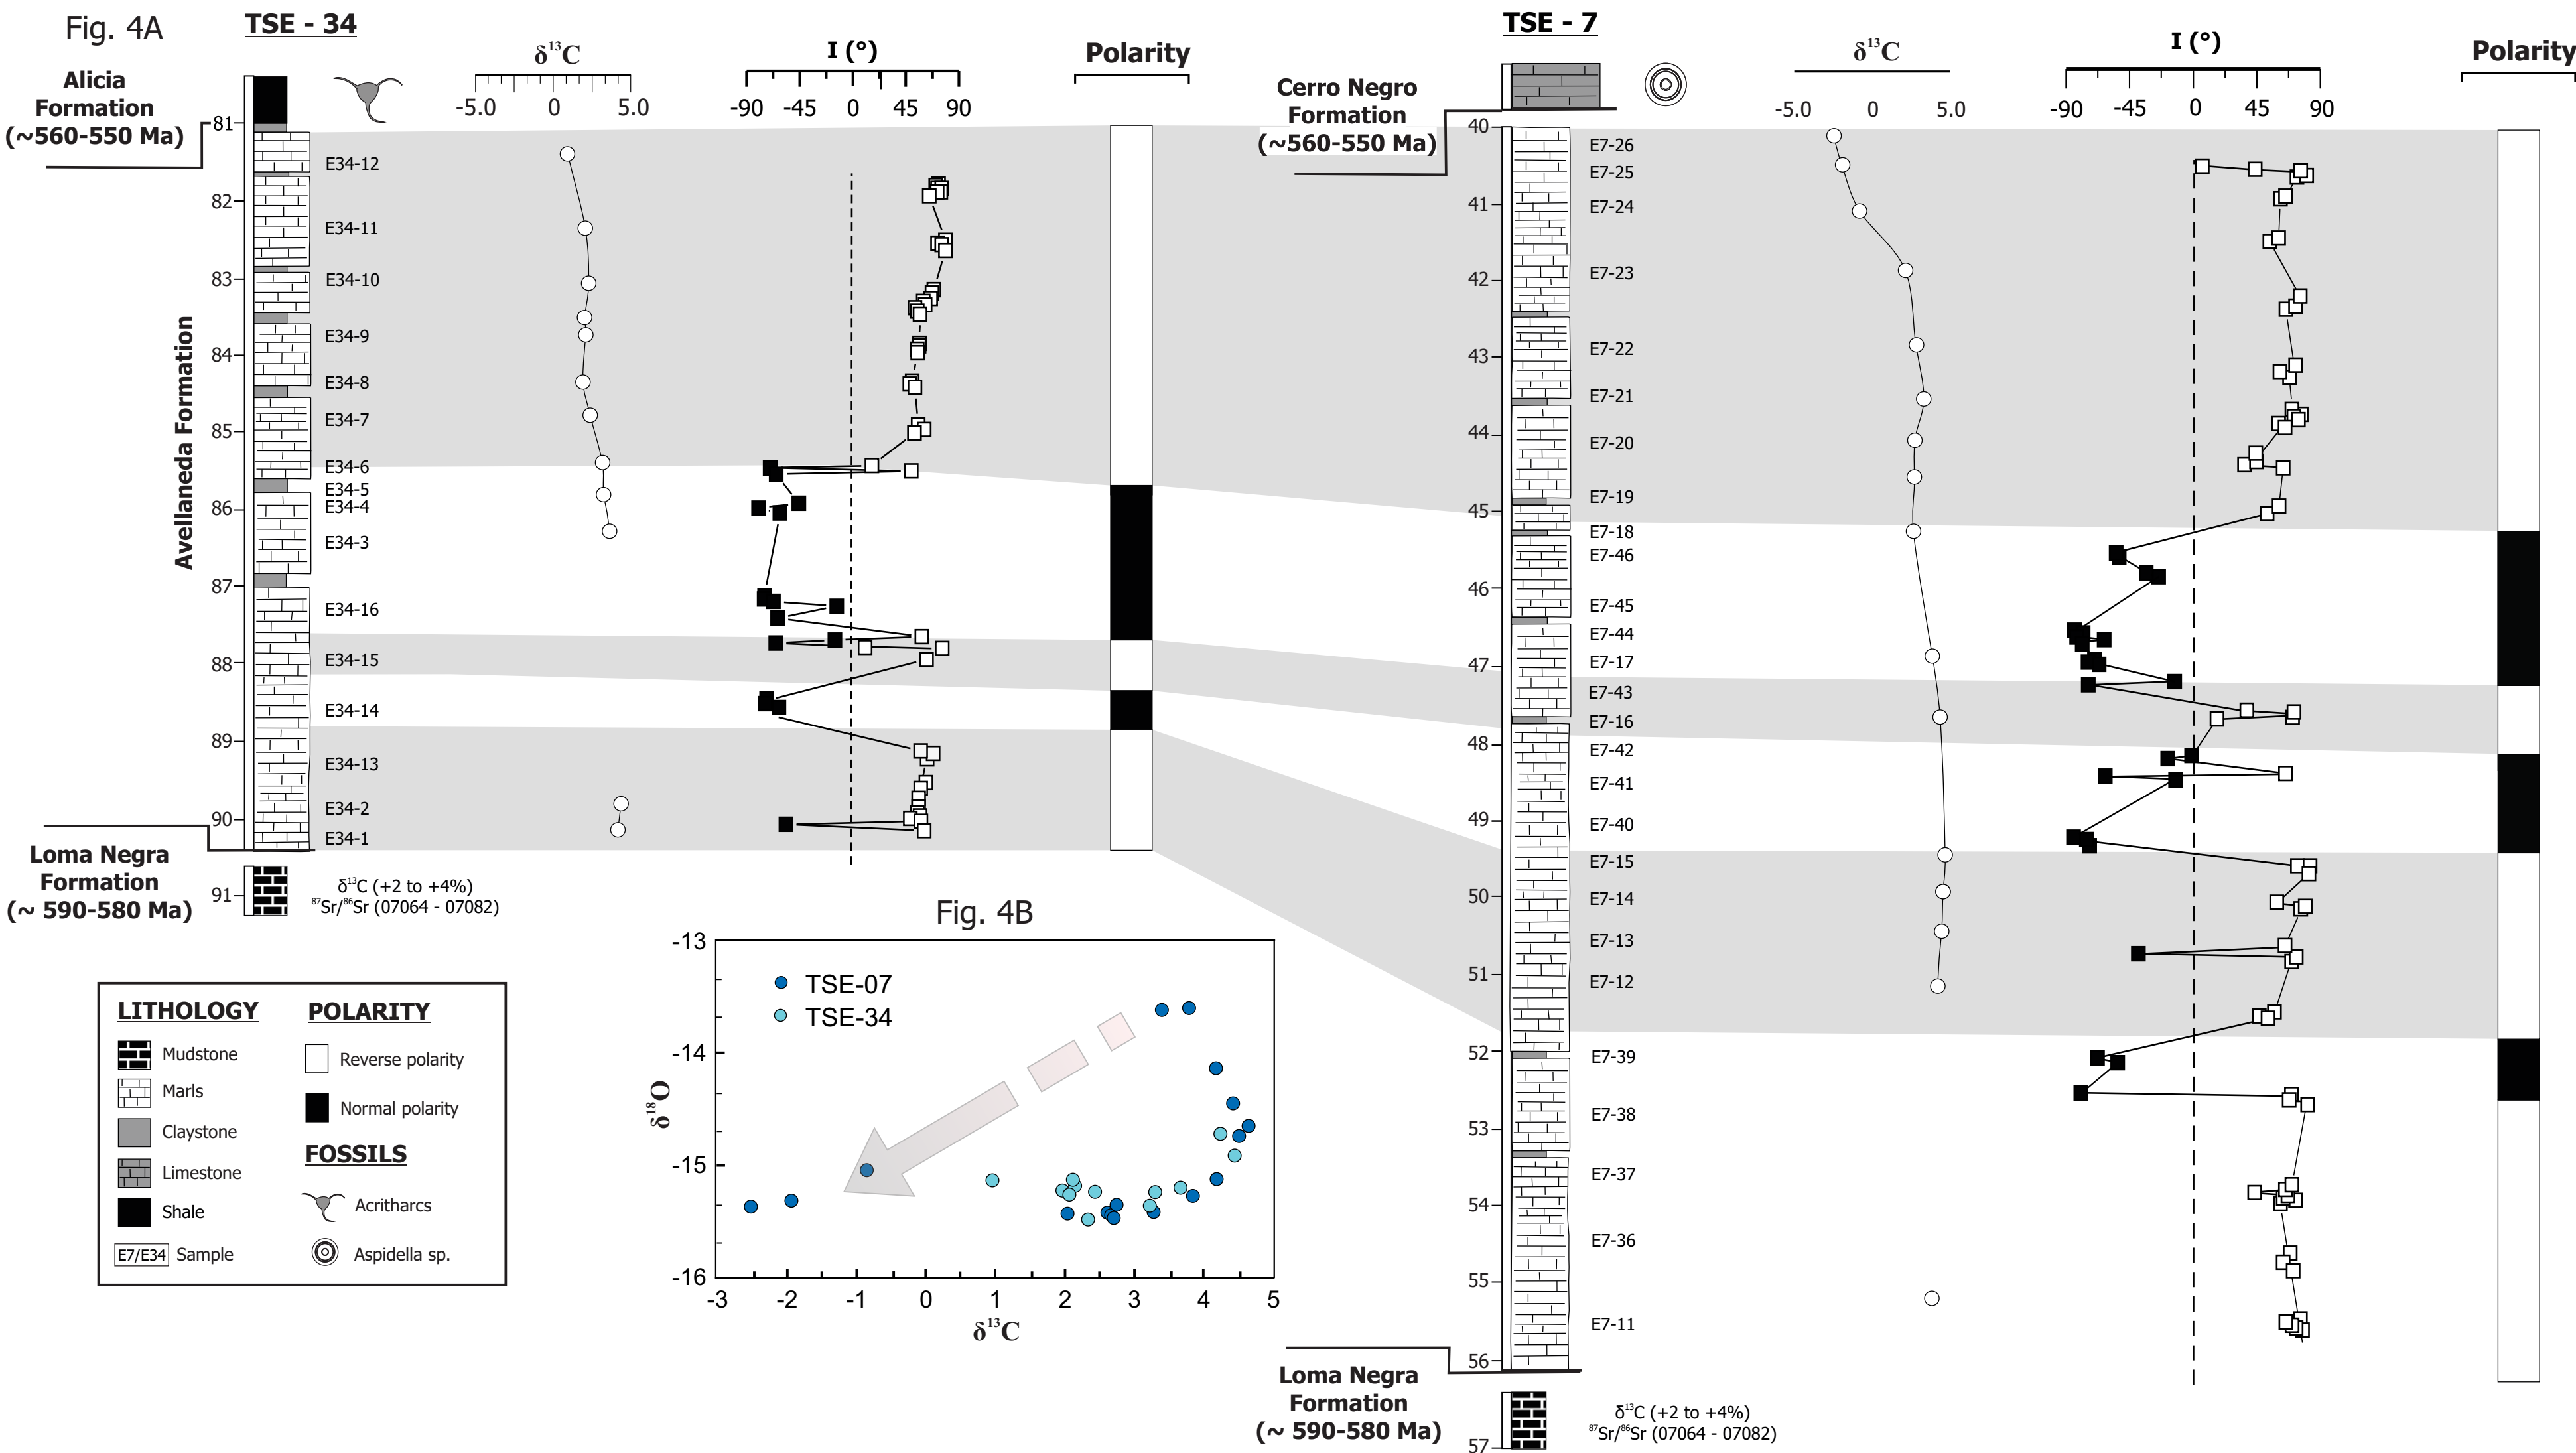 Fig. 4A
TSE - 34
δ¹³C
-5.0 0 5.0
I (°)
-90 -45 0 45 90
Polarity
Alicia
Formation
(~560-550 Ma)
Avellaneda Formation
81
82
83
84
85
86
87
88
89
90
91
E34-12
E34-11
E34-10
E34-9
E34-8
E34-7
E34-6
E34-5
E34-4
E34-3
E34-16
E34-15
E34-14
E34-13
E34-2
E34-1
Loma Negra
Formation
(~ 590-580 Ma)
δ¹³C (+2 to +4%)
⁸⁷Sr/⁸⁶Sr (07064 - 07082)
TSE - 7
δ¹³C
-5.0 0 5.0
I (°)
-90 -45 0 45 90
Polarity
Cerro Negro
Formation
(~560-550 Ma)
40
41
42
43
44
45
46
47
48
49
50
51
52
53
54
55
56
57
E7-26
E7-25
E7-24
E7-23
E7-22
E7-21
E7-20
E7-19
E7-18
E7-46
E7-45
E7-44
E7-17
E7-43
E7-16
E7-42
E7-41
E7-40
E7-15
E7-14
E7-13
E7-12
E7-39
E7-38
E7-37
E7-36
E7-11
Loma Negra
Formation
(~ 590-580 Ma)
δ¹³C (+2 to +4%)
⁸⁷Sr/⁸⁶Sr (07064 - 07082)
LITHOLOGY
Mudstone
Marls
Claystone
Limestone
Shale
E7/E34 Sample
POLARITY
Reverse polarity
Normal polarity
FOSSILS
Acritharcs
Aspidella sp.
Fig. 4B
TSE-07
TSE-34
δ¹⁸O
-13
-14
-15
-16
-3 -2 -1 0 1 2 3 4 5
δ¹³C